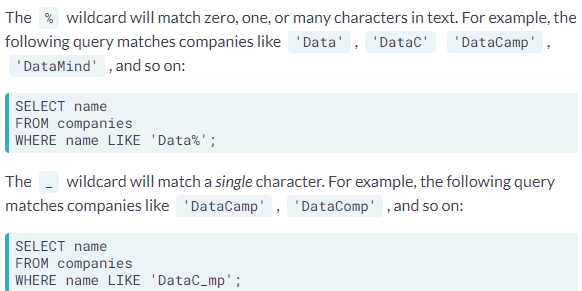 The % wildcard will match zero, one, or many characters in text. For example, the
following query matches companies like 'Data' , 'DataC' 'DataCamp' ,
'DataMind' , and so on:
SELECT name
FROM companies
WHERE name LIKE 'Data%';
The _ wildcard will match a single character. For example, the following query
matches companies like 'DataCamp' , 'DataComp' , and so on:
SELECT name
FROM companies
WHERE name LIKE 'DataC_mp';